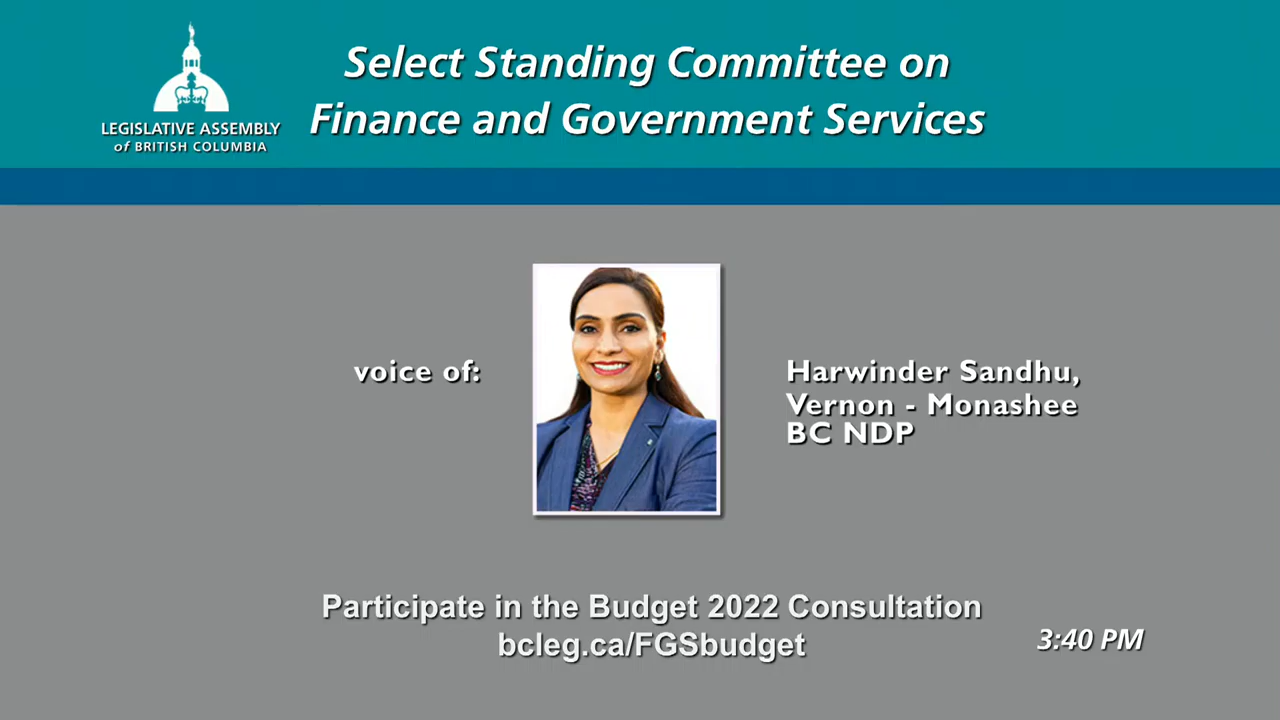 Select Standing Committee on
Finance and Government Services
LEGISLATIVE ASSEMBLY
of BRITISH COLUMBIA
voice of:
Harwinder Sandhu,
Vernon - Monashee
BC NDP
Participate in the Budget 2022 Consultation
bcleg.ca/FGSbudget
3:40 PM